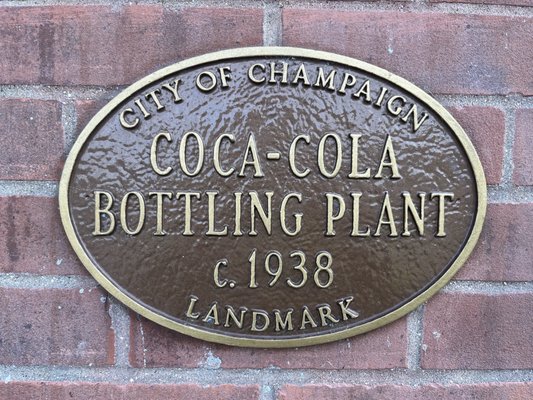 CITY OF CHAMPAIGN
COCA-COLA
BOTTLING PLANT
C. 1938
LANDMARK